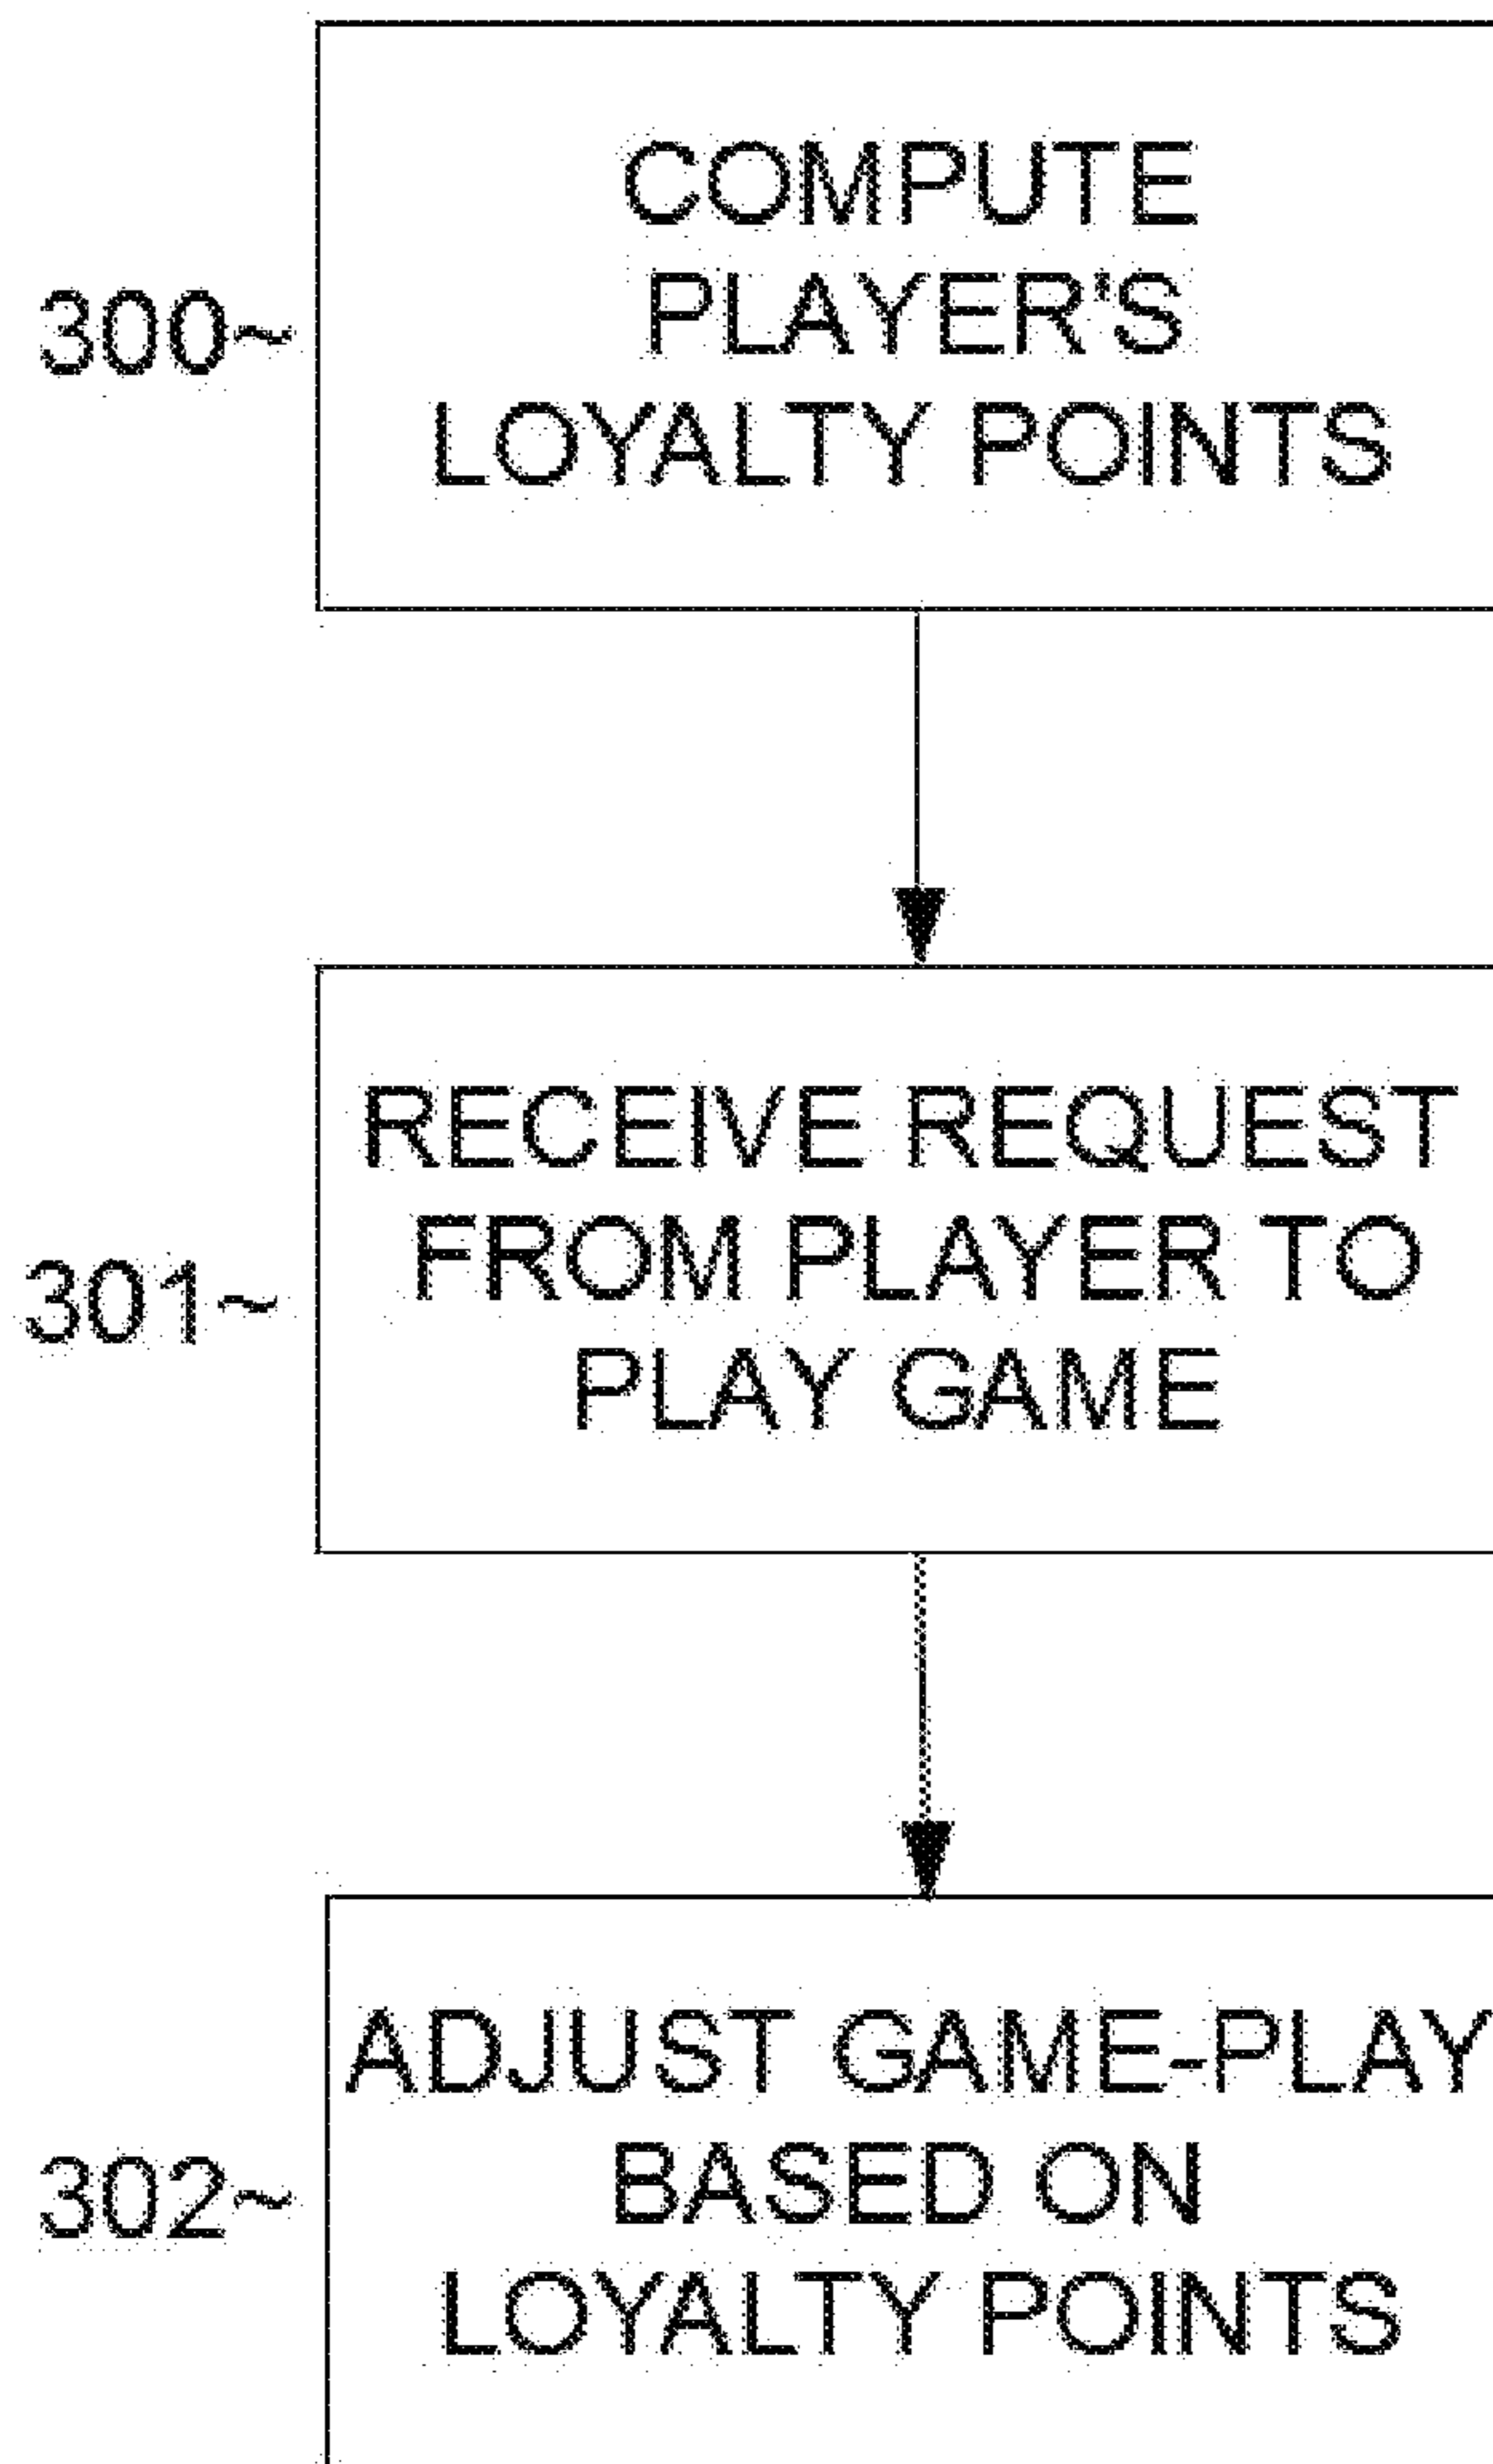 COMPUTE
PLAYER'S
300~
LOYALTY POINTS
RECEIVE REQUEST
FROM PLAYER TO
301~
PLAY GAME
ADJUST GAME-PLAY
BASED ON
302~
LOYALTY POINTS